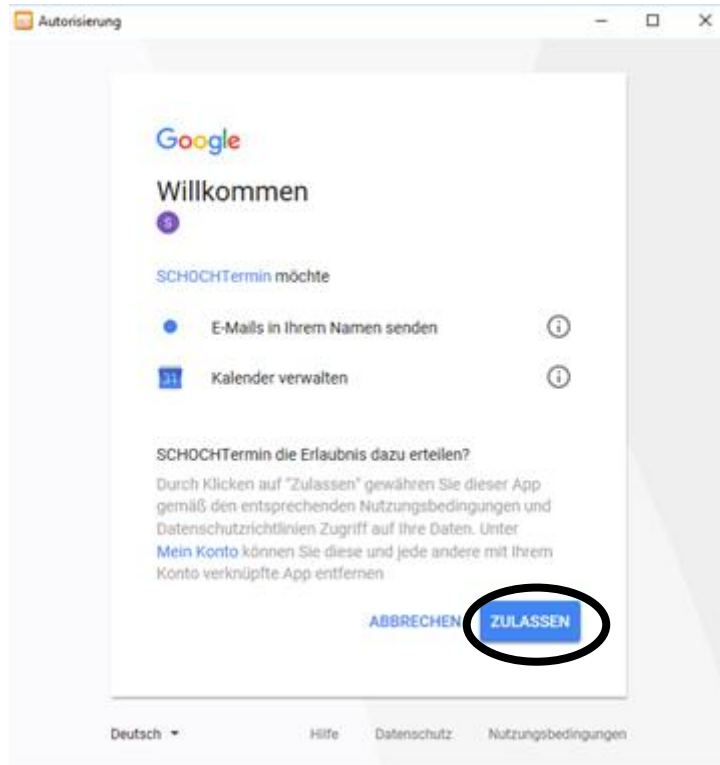 Autorisierung
Google
Willkommen
S
SCHOCHTermin möchte
E-Mails in Ihrem Namen senden
31 Kalender verwalten
SCHOCHTermin die Erlaubnis dazu erteilen?
Durch Klicken auf "Zulassen" gewähren Sie dieser App
gemäß den entsprechenden Nutzungsbedingungen und
Datenschutzrichtlinien Zugriff auf Ihre Daten. Unter
Mein Konto können Sie diese und jede andere mit Ihrem
Konto verknüpfte App entfernen
ABBRECHEN ZULASSEN
Deutsch Hilfe Datenschutz Nutzungsbedingungen